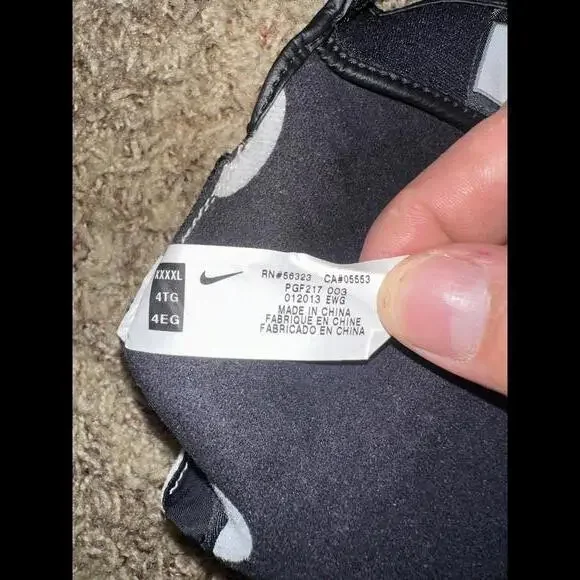 XXXXL
4TG
4EG
RN#56323 CA#05553
PGF217 003
012013 EWG
MADE IN CHINA
FABRIQUE EN CHINE
FABRICADO EN CHINA